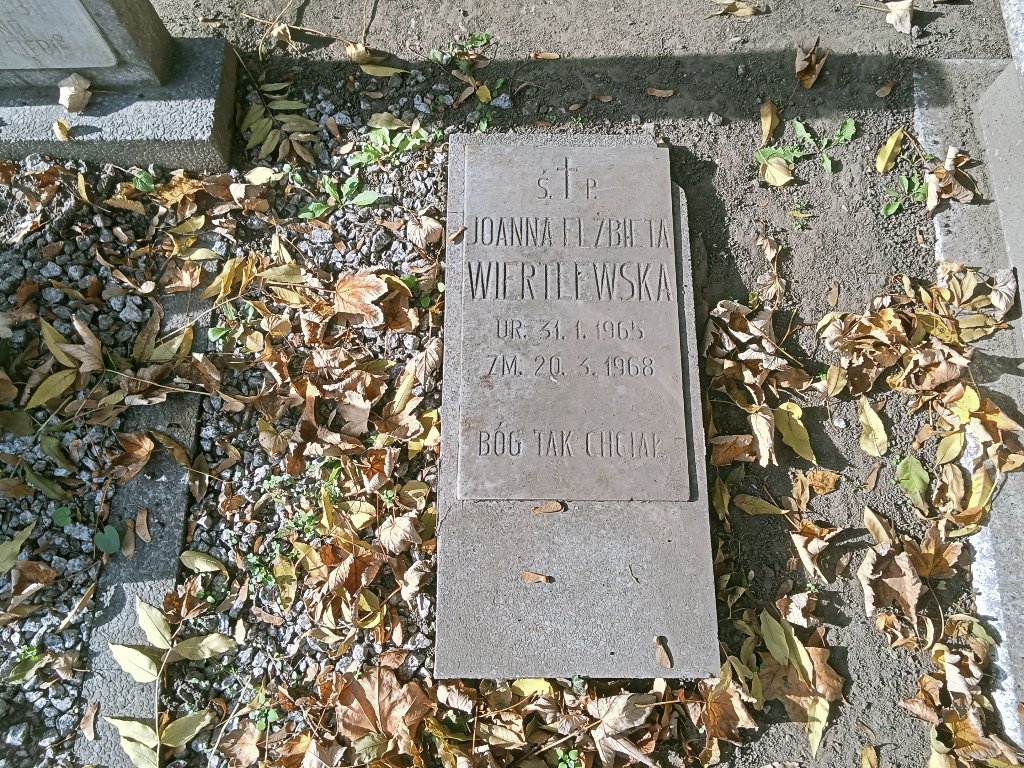 Ś. P.
JOANNA ELŻBIETA
WIERTLEWSKA
UR. 31. 1. 1965
ZM. 20. 3. 1968
BÓG TAK CHCIAŁ